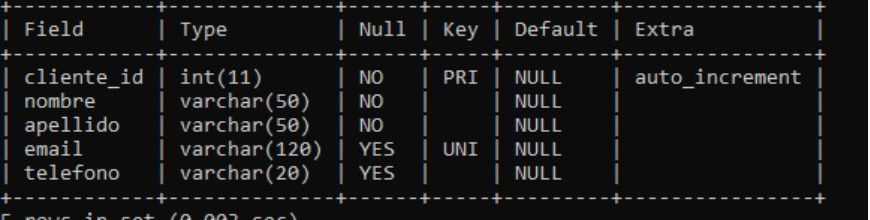 +------------+--------------+------+-----+---------+----------------+
| Field      | Type         | Null | Key | Default | Extra          |
+------------+--------------+------+-----+---------+----------------+
| cliente_id | int(11)      | NO   | PRI | NULL    | auto_increment |
| nombre     | varchar(50)  | NO   |     | NULL    |                |
| apellido   | varchar(50)  | NO   |     | NULL    |                |
| email      | varchar(120) | YES  | UNI | NULL    |                |
| telefono   | varchar(20)  | YES  |     | NULL    |                |
+------------+--------------+------+-----+---------+----------------+
5 rows in set (0.003 sec)